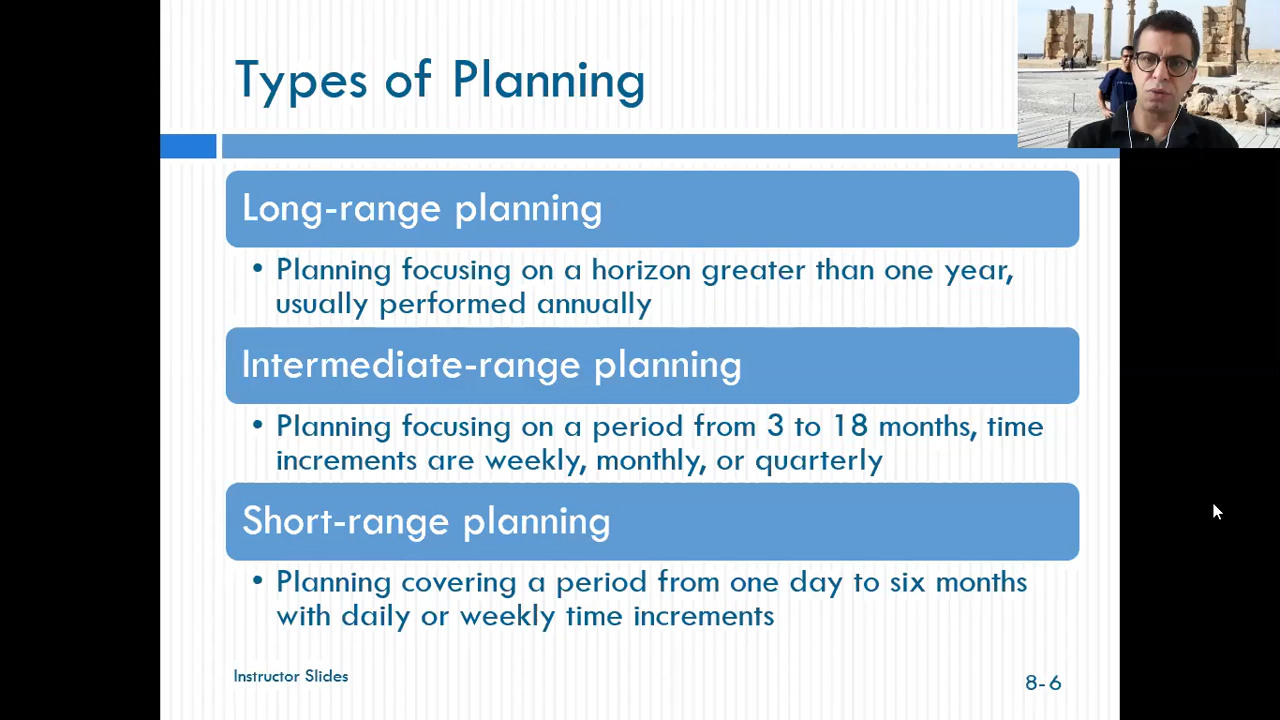 Types of Planning
Long-range planning
• Planning focusing on a horizon greater than one year,
usually performed annually
Intermediate-range planning
• Planning focusing on a period from 3 to 18 months, time
increments are weekly, monthly, or quarterly
Short-range planning
• Planning covering a period from one day to six months
with daily or weekly time increments
Instructor Slides
8-6